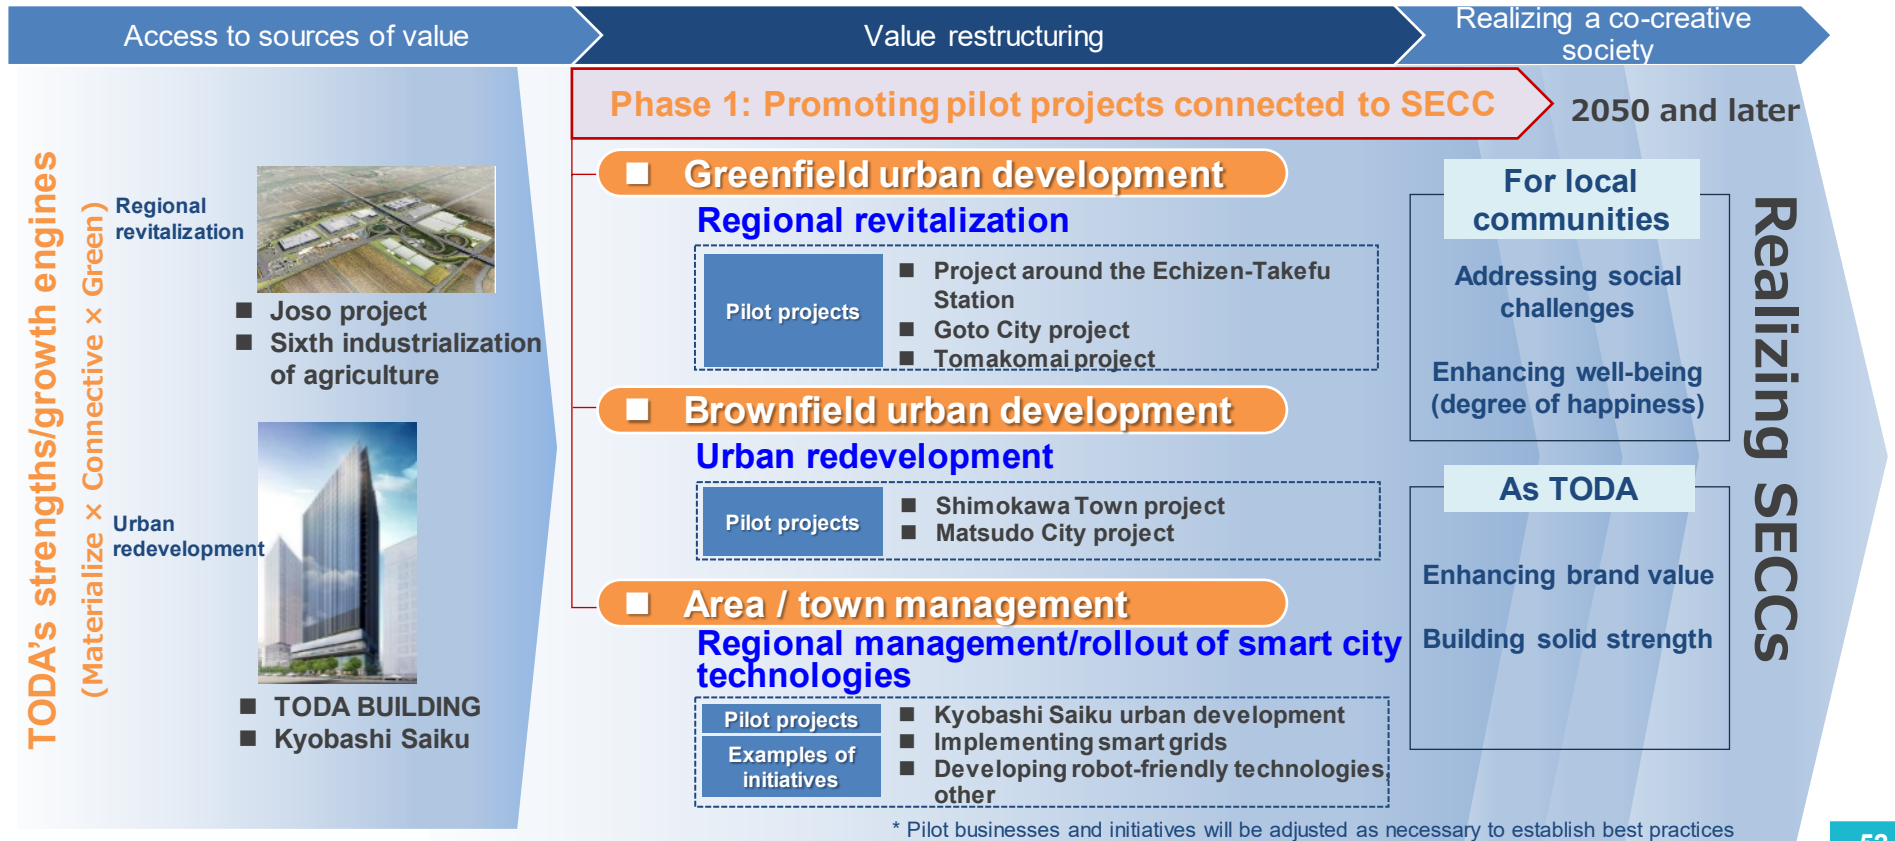 Access to sources of value
Value restructuring
Realizing a co-creative
society
Phase 1: Promoting pilot projects connected to SECC
2050 and later
TODA's strengths/growth engines
(Materialize × Connective × Green)
Regional
revitalization
■ Joso project
■ Sixth industrialization
of agriculture
Urban
redevelopment
■ TODA BUILDING
■ Kyobashi Saiku
■ Greenfield urban development
Regional revitalization
Pilot projects
■ Project around the Echizen-Takefu
Station
■ Goto City project
■ Tomakomai project
■ Brownfield urban development
Urban redevelopment
Pilot projects
■ Shimokawa Town project
■ Matsudo City project
■ Area / town management
Regional management/rollout of smart city
technologies
Pilot projects
Examples of
initiatives
■ Kyobashi Saiku urban development
■ Implementing smart grids
■ Developing robot-friendly technologies,
other
For local
communities
Addressing social
challenges
Enhancing well-being
(degree of happiness)
As TODA
Enhancing brand value
Building solid strength
Realizing SECCs
* Pilot businesses and initiatives will be adjusted as necessary to establish best practices